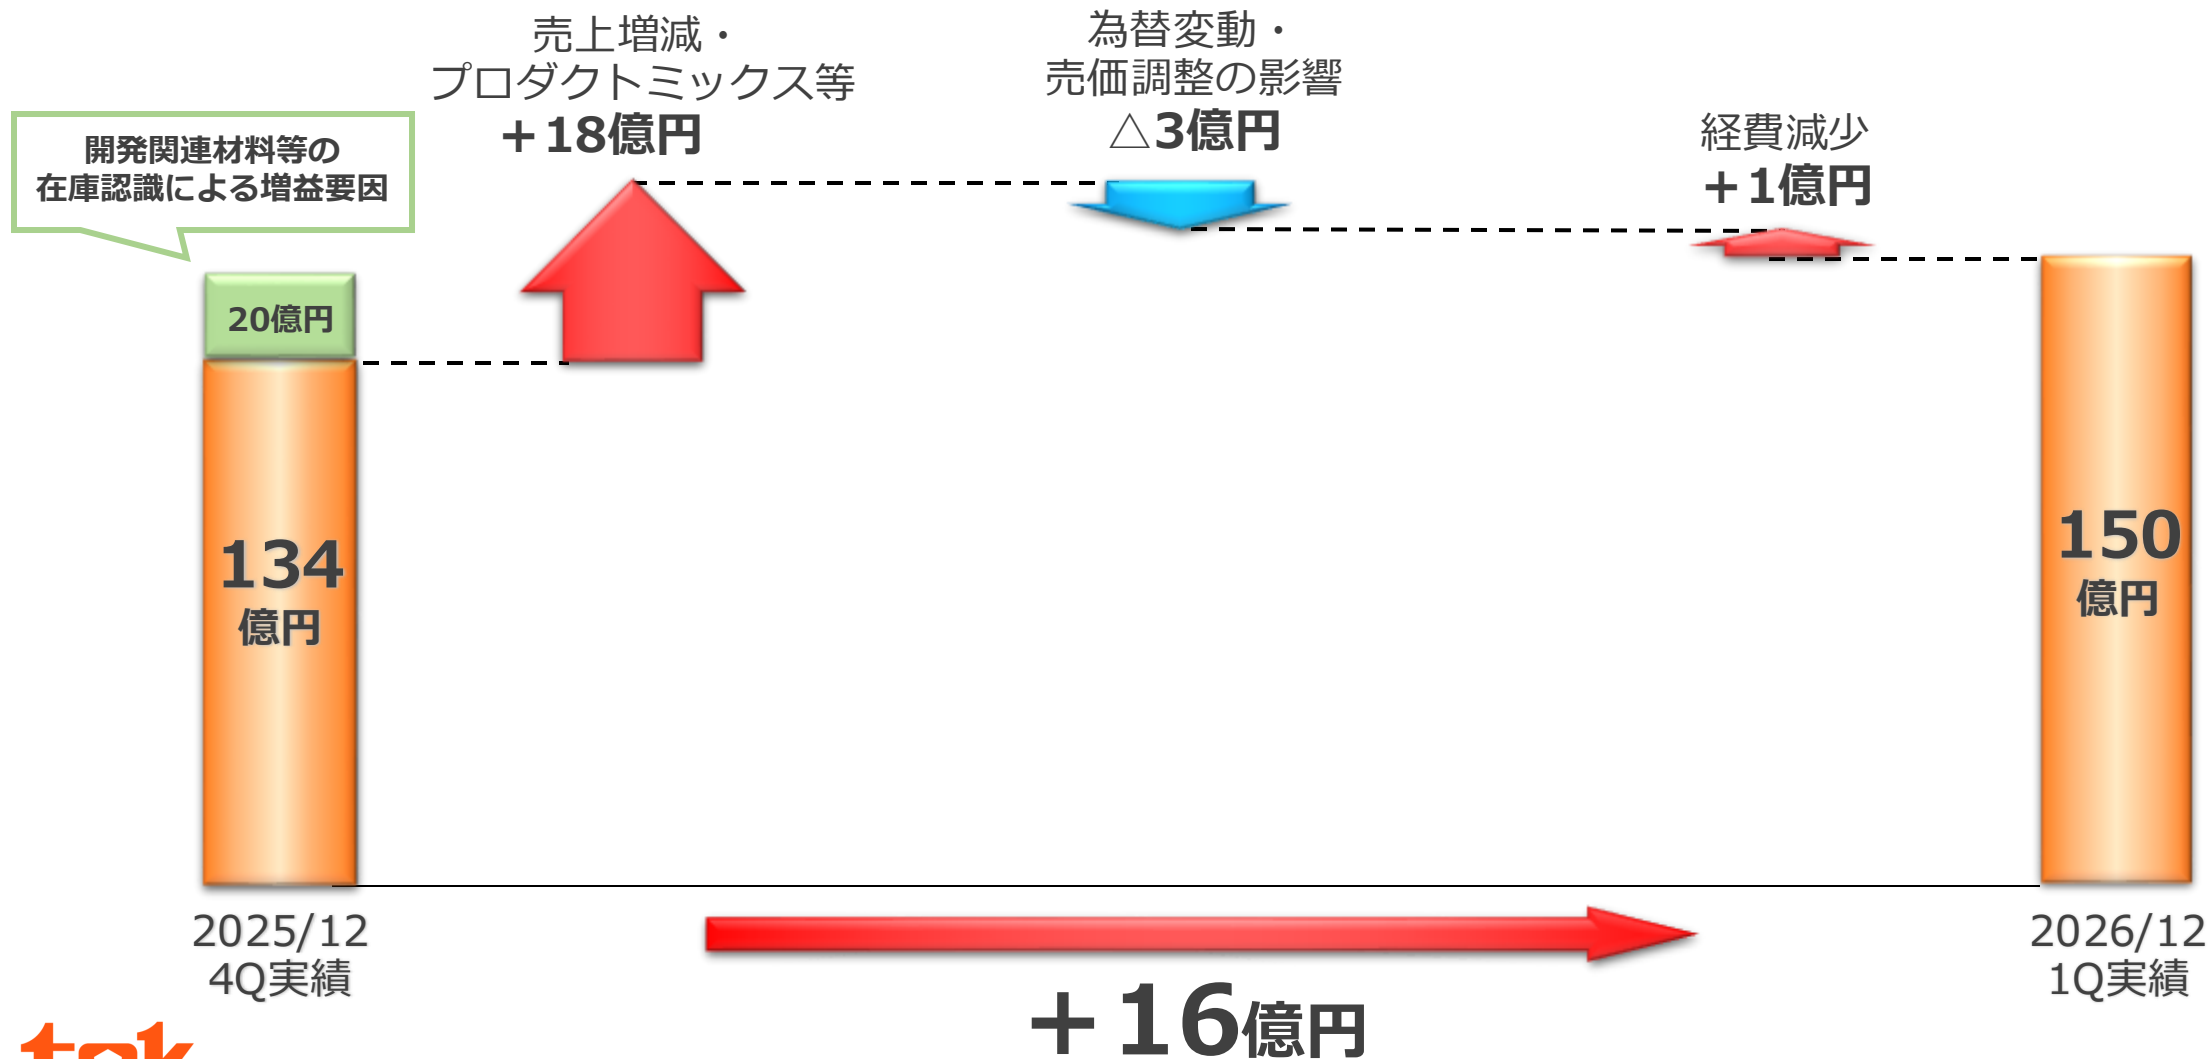 売上増減・
プロダクトミックス等
+18億円
為替変動・
売価調整の影響
△3億円
経費減少
+1億円
開発関連材料等の
在庫認識による増益要因
20億円
134
億円
150
億円
2025/12
4Q実績
2026/12
1Q実績
+16億円
tok